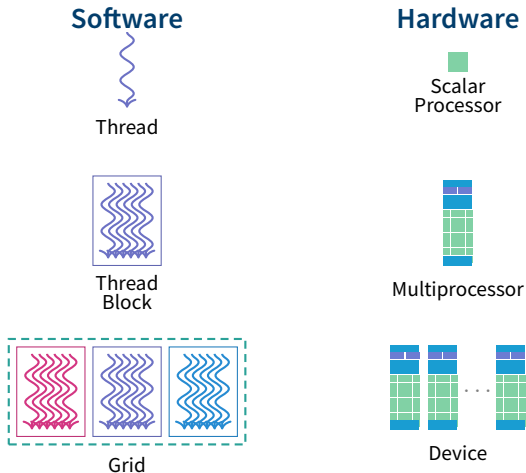 Software
Hardware
Thread
Scalar
Processor
Thread
Block
Multiprocessor
. . .
Grid
Device